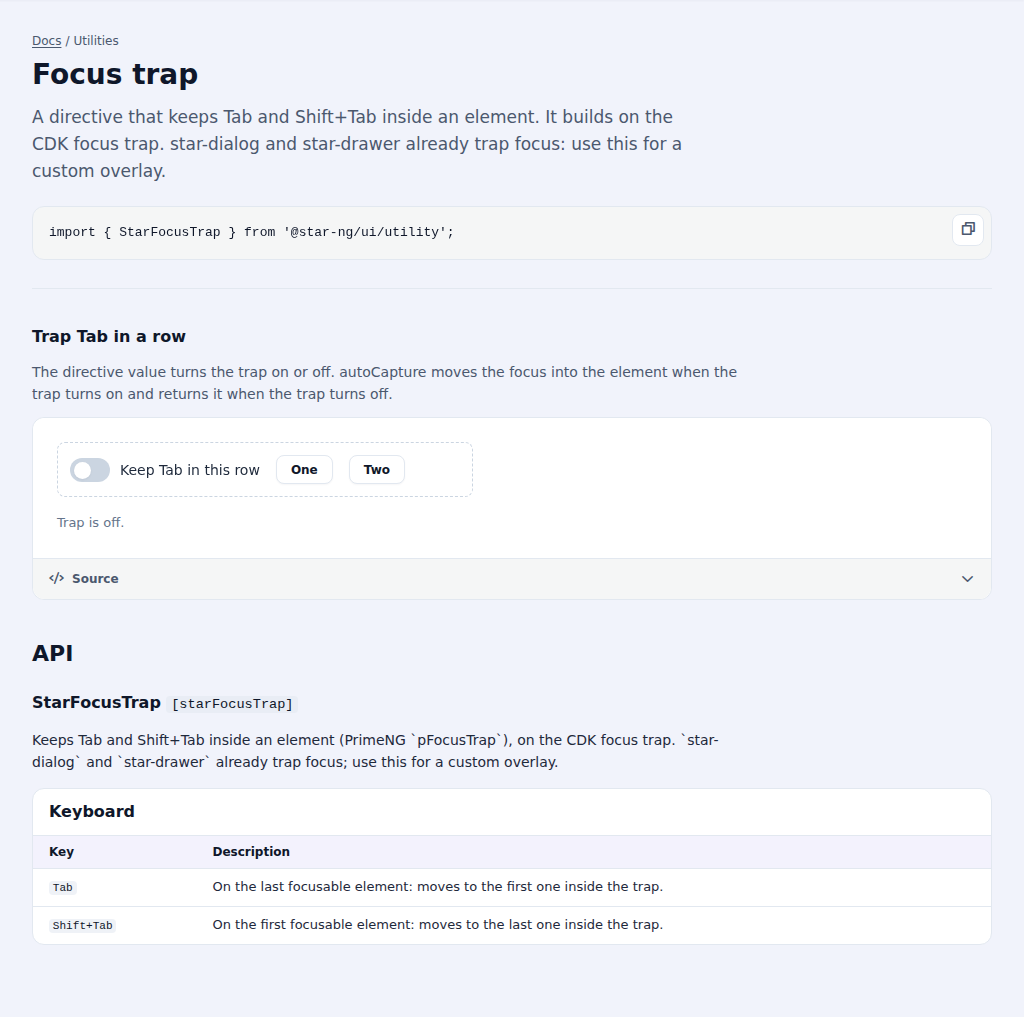 Docs / Utilities
Focus trap
A directive that keeps Tab and Shift+Tab inside an element. It builds on the
CDK focus trap. star-dialog and star-drawer already trap focus: use this for a
custom overlay.
import { StarFocusTrap } from '@star-ng/ui/utility';
Trap Tab in a row
The directive value turns the trap on or off. autoCapture moves the focus into the element when the
trap turns on and returns it when the trap turns off.
Keep Tab in this row One Two
Trap is off.
</> Source
API
StarFocusTrap [starFocusTrap]
Keeps Tab and Shift+Tab inside an element (PrimeNG `pFocusTrap`), on the CDK focus trap. `star-
dialog` and `star-drawer` already trap focus; use this for a custom overlay.
Keyboard
Key Description
Tab On the last focusable element: moves to the first one inside the trap.
Shift+Tab On the first focusable element: moves to the last one inside the trap.